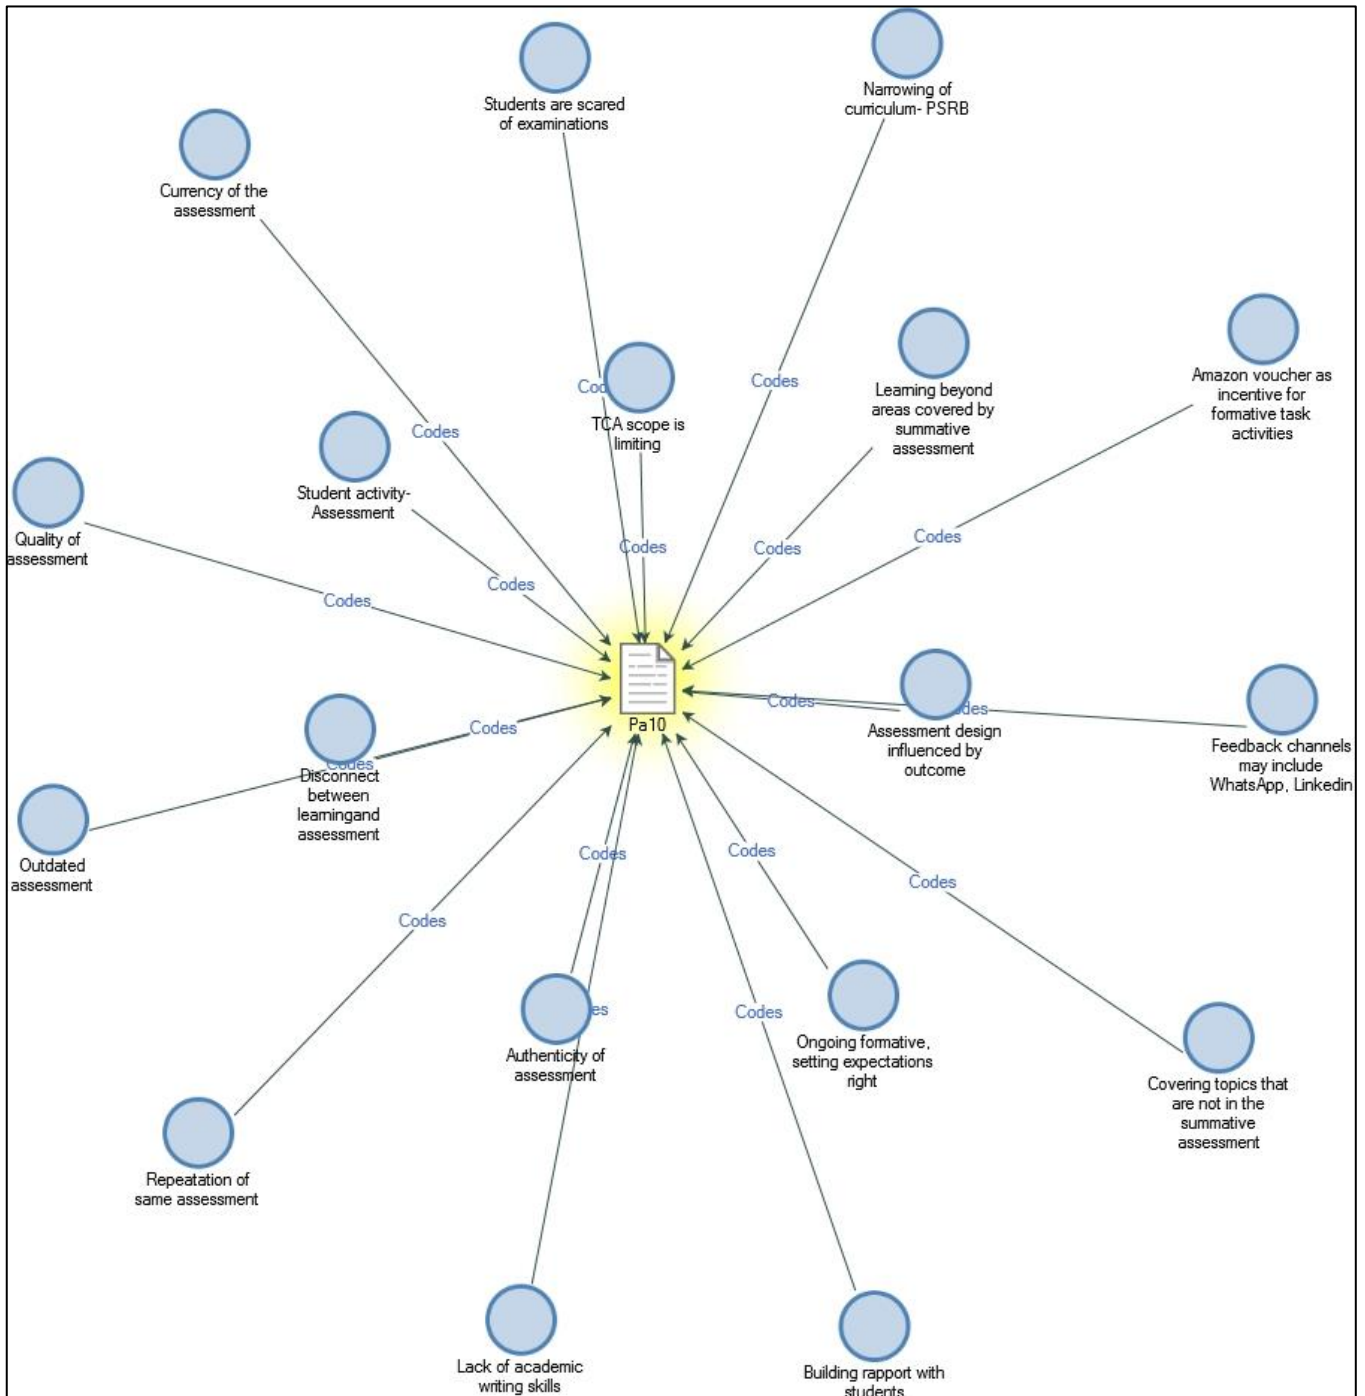 Students are scared
of examinations
Narrowing of
curriculum- PSRB
Currency of the
assessment
Codes
TCA scope is
limiting
Codes
Learning beyond
areas covered by
summative
assessment
Amazon voucher as
incentive for
formative task
activities
Codes
Student activity-
Assessment
Quality of
assessment
Codes
Codes
Codes
Codes
Codes
Pa10
Codes
Assessment design
influenced by
outcome
Feedback channels
may include
WhatsApp, Linkedin
Codes
Codes
Disconnect
between
learningand
assessment
Outdated
assessment
Codes
Codes
Codes
Codes
Authenticity of
assessment
Codes
Ongoing formative,
setting expectations
right
Covering topics that
are not in the
summative
assessment
Repeatation of
same assessment
Lack of academic
writing skills
Building rapport with
students